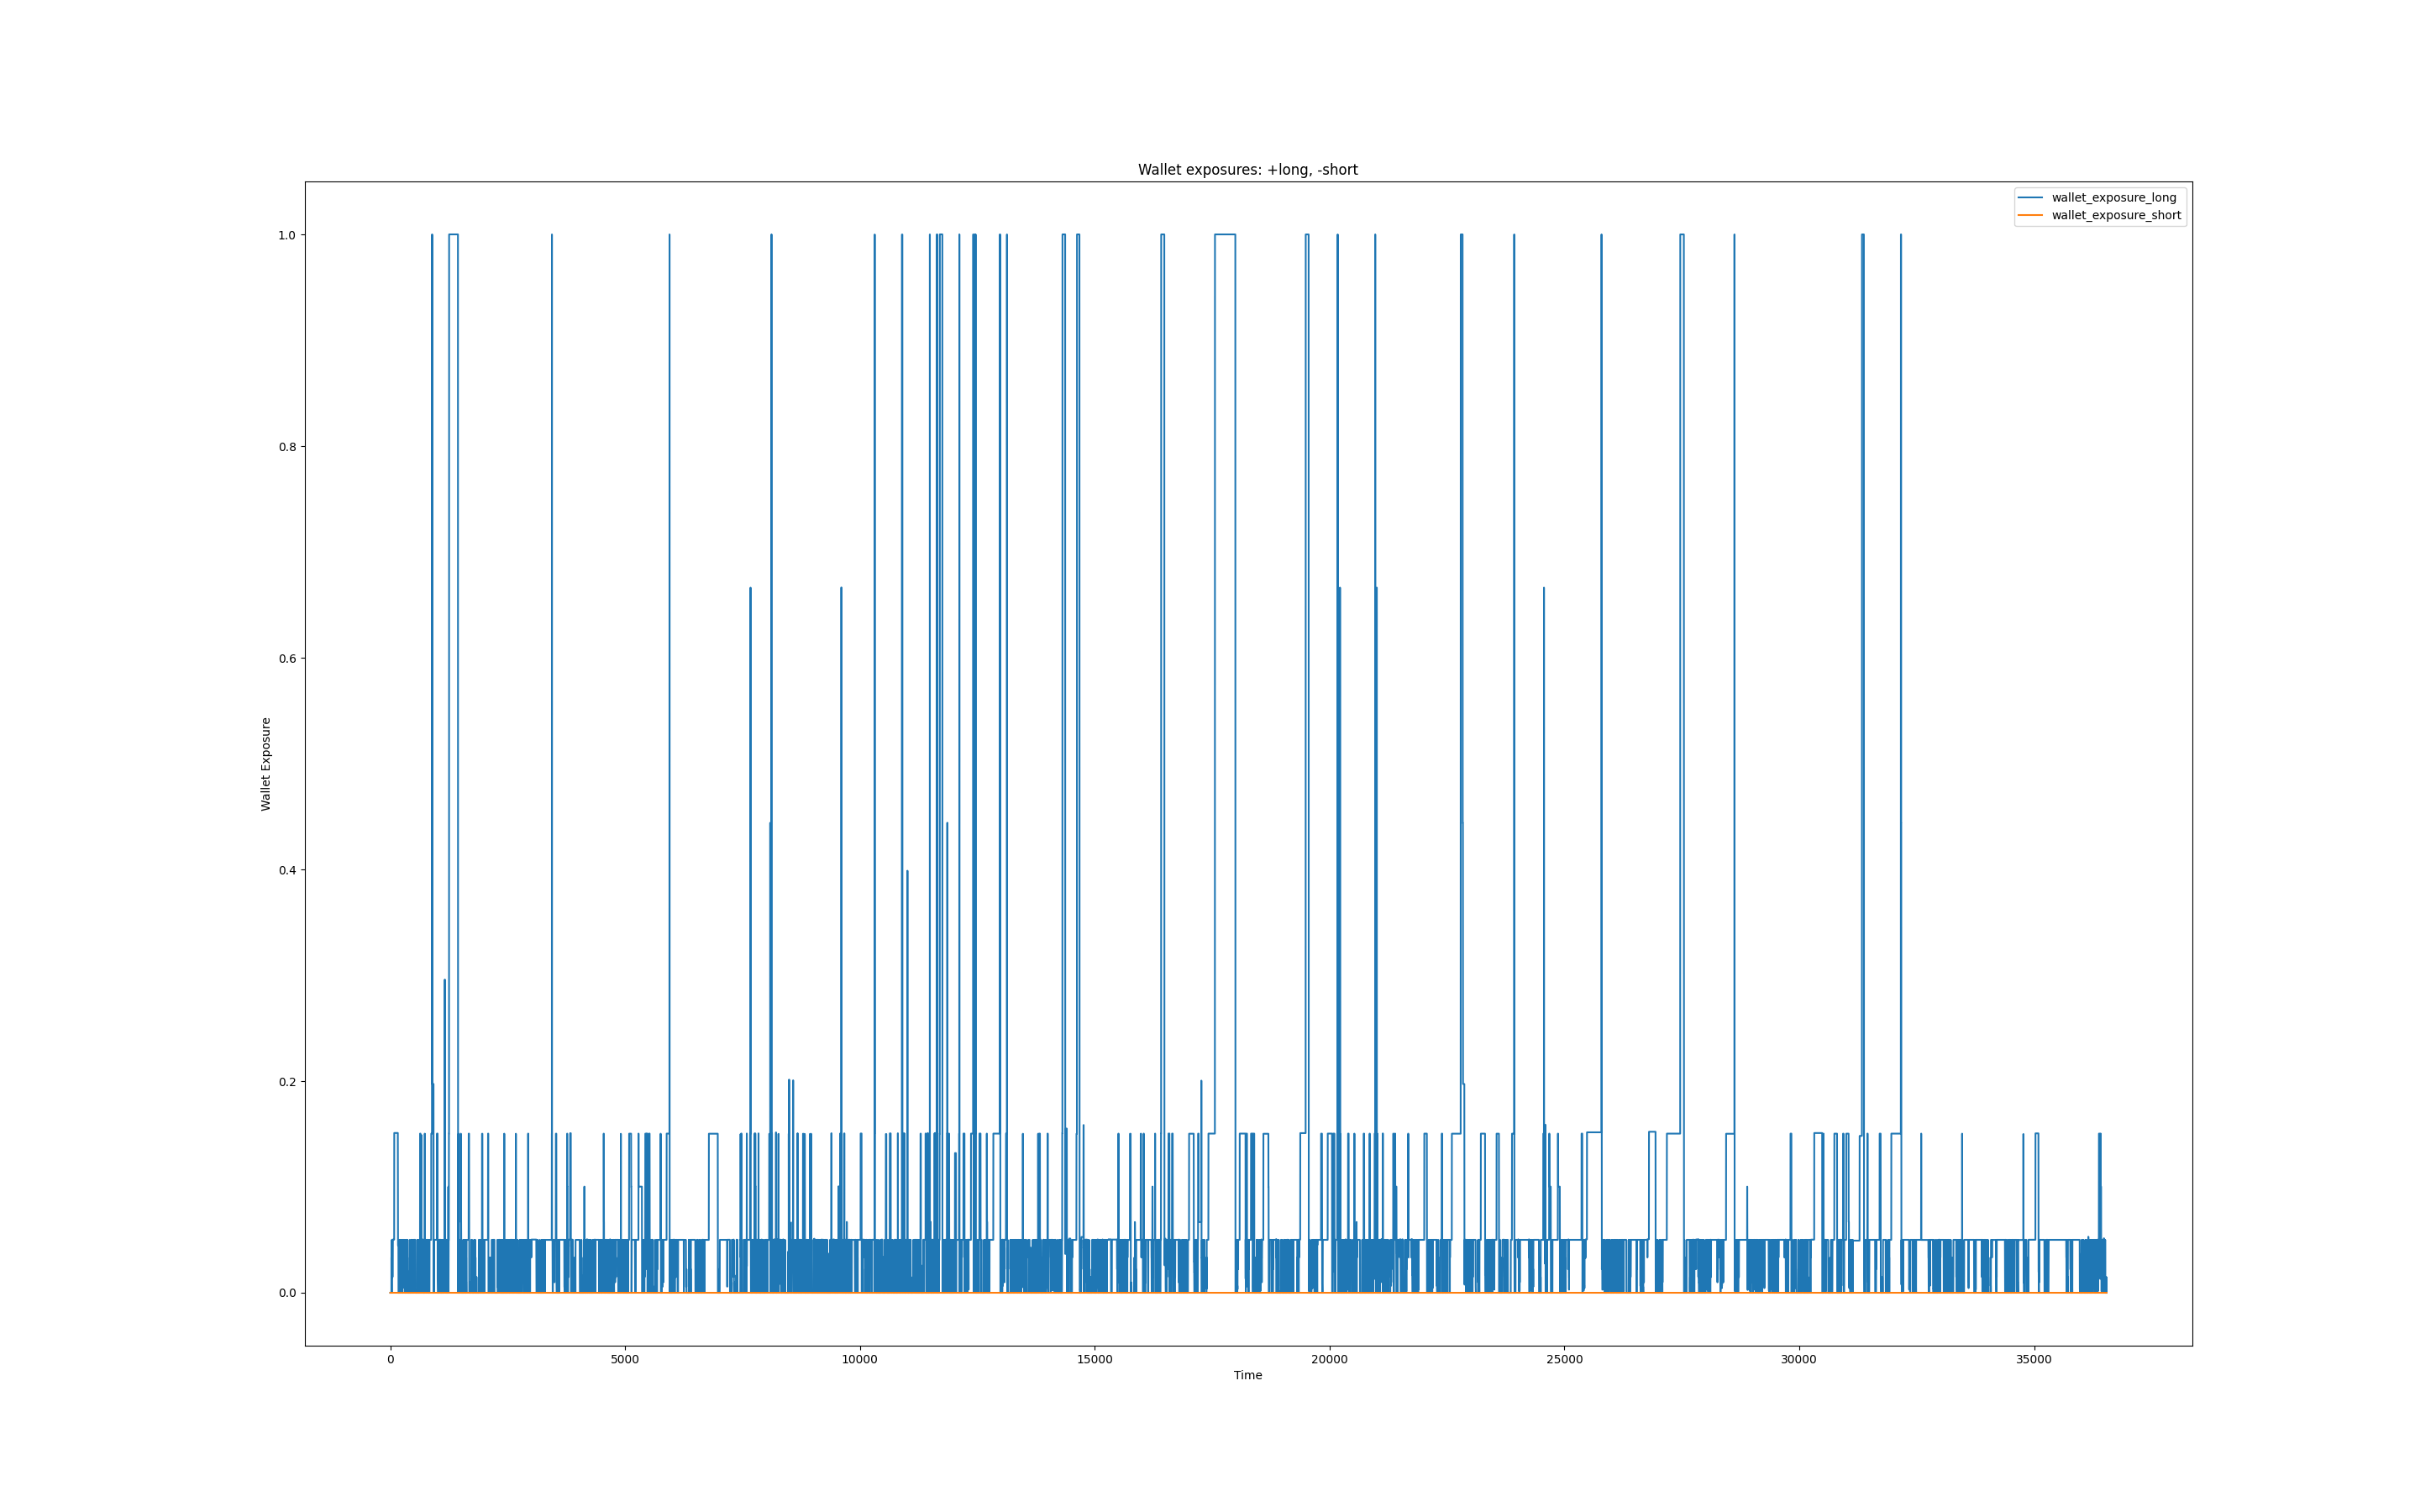 Wallet exposures: +long, -short
wallet_exposure_long
wallet_exposure_short
1.0
0.8
0.6
0.4
0.2
0.0
Wallet Exposure
0 5000 10000 15000 20000 25000 30000 35000
Time